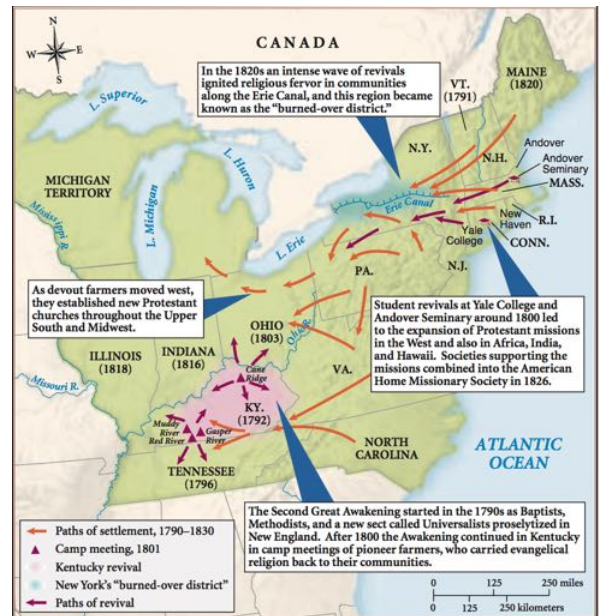 N
W
E
S
CANADA
In the 1820s an intense wave of revivals
ignited religious fervor in communities
along the Erie Canal, and this region became
known as the “burned-over district.”
VT.
(1791)
MAINE
(1820)
L. Superior
L. Huron
L. Michigan
N.Y.
N.H.
Andover
Andover
Seminary
MASS.
MICHIGAN
TERRITORY
Mississippi R.
Erie Canal
L. Erie
New
Haven
R.I.
Yale
College
CONN.
PA.
N.J.
As devout farmers moved west,
they established new Protestant
churches throughout the Upper
South and Midwest.
Student revivals at Yale College and
Andover Seminary around 1800 led
to the expansion of Protestant missions
in the West and also in Africa, India,
and Hawaii. Societies supporting the
missions combined into the American
Home Missionary Society in 1826.
OHIO
(1803)
Ohio R.
ILLINOIS
(1818)
INDIANA
(1816)
VA.
Missouri R.
Cane
Ridge
KY.
(1792)
Muddy
River
Red River
Gasper
River
TENNESSEE
(1796)
NORTH
CAROLINA
ATLANTIC
OCEAN
The Second Great Awakening started in the 1790s as Baptists,
Methodists, and a new sect called Universalists proselytized in
New England. After 1800 the Awakening continued in Kentucky
in camp meetings of pioneer farmers, who carried evangelical
religion back to their communities.
Paths of settlement, 1790–1830
Camp meeting, 1801
Kentucky revival
New York’s “burned-over district”
Paths of revival
0 125 250 miles
0 125 250 kilometers